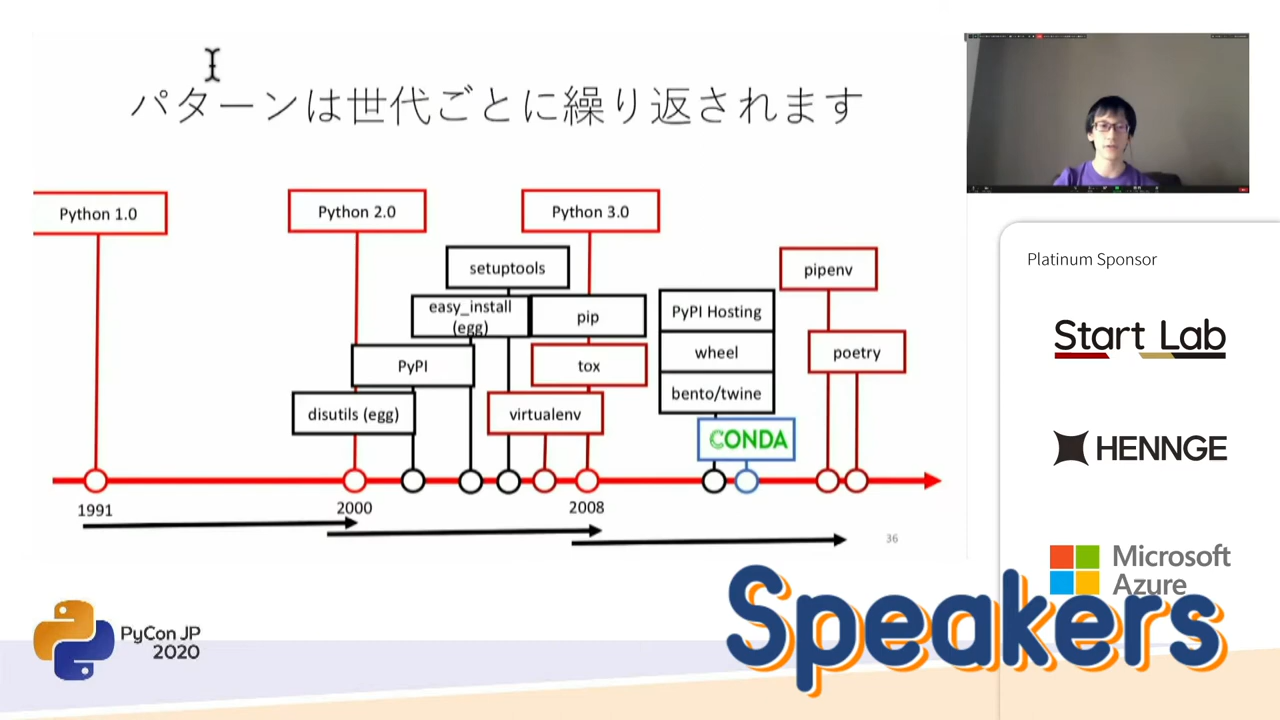 パターンは世代ごとに繰り返されます
Python 1.0
Python 2.0
Python 3.0
setuptools
easy_install
(egg)
pip
PyPI
tox
disutils (egg)
virtualenv
PyPI Hosting
wheel
bento/twine
CONDA
pipenv
poetry
1991
2000
2008
36
Platinum Sponsor
Start Lab
HENNGE
Microsoft
Azure
Speakers
PyCon JP
2020